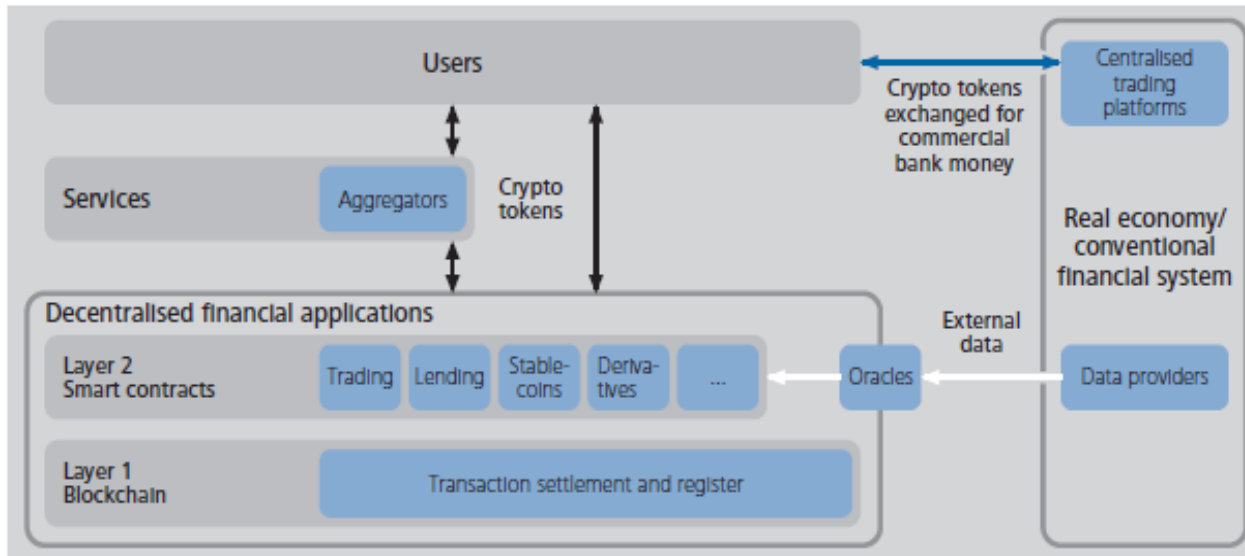 Users
Centralised
trading
platforms
Crypto tokens
exchanged for
commercial
bank money
Services
Aggregators
Crypto
tokens
Real economy/
conventional
financial system
Decentralised financial applications
External
data
Layer 2
Smart contracts
Trading
Lending
Stable-
coins
Deriva-
tives
...
Oracles
Data providers
Layer 1
Blockchain
Transaction settlement and register